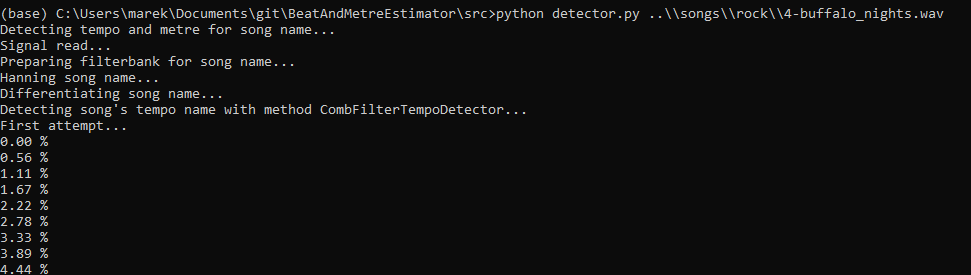 (base) C:\Users\marek\Documents\git\BeatAndMetreEstimator\src>python detector.py ..\\songs\\rock\\4-buffalo_nights.wav
Detecting tempo and metre for song name...
Signal read...
Preparing filterbank for song name...
Hanning song name...
Differentiating song name...
Detecting song's tempo name with method CombFilterTempoDetector...
First attempt...
0.00 %
0.56 %
1.11 %
1.67 %
2.22 %
2.78 %
3.33 %
3.89 %
4.44 %